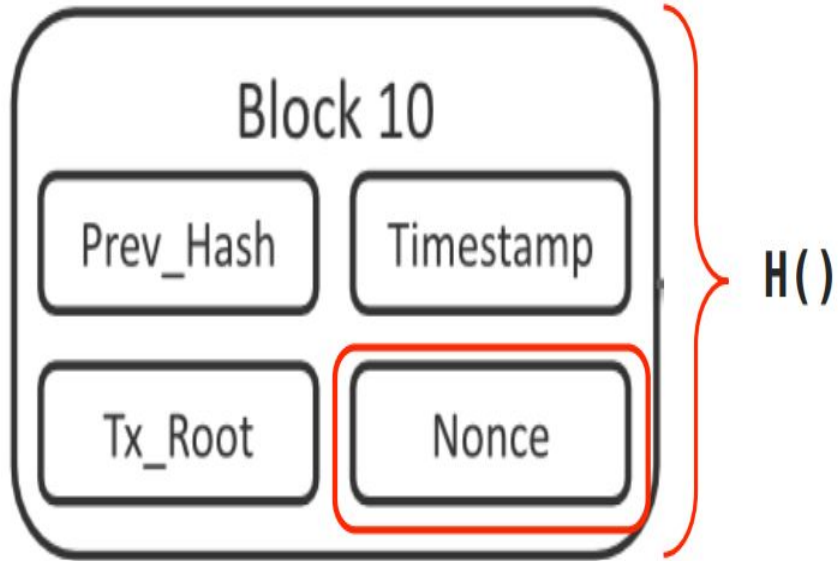 Block 10
Prev_Hash
Timestamp
H()
Tx_Root
Nonce